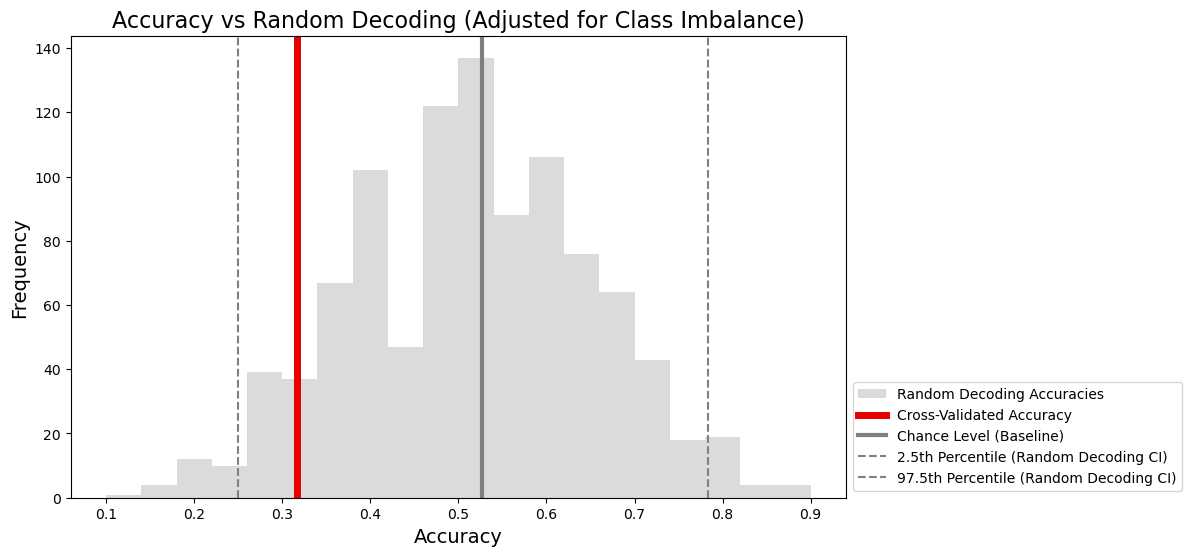 Accuracy vs Random Decoding (Adjusted for Class Imbalance)
140
120
100
80
60
40
20
0
Frequency
0.1 0.2 0.3 0.4 0.5 0.6 0.7 0.8 0.9
Accuracy
Random Decoding Accuracies
Cross-Validated Accuracy
Chance Level (Baseline)
2.5th Percentile (Random Decoding CI)
97.5th Percentile (Random Decoding CI)